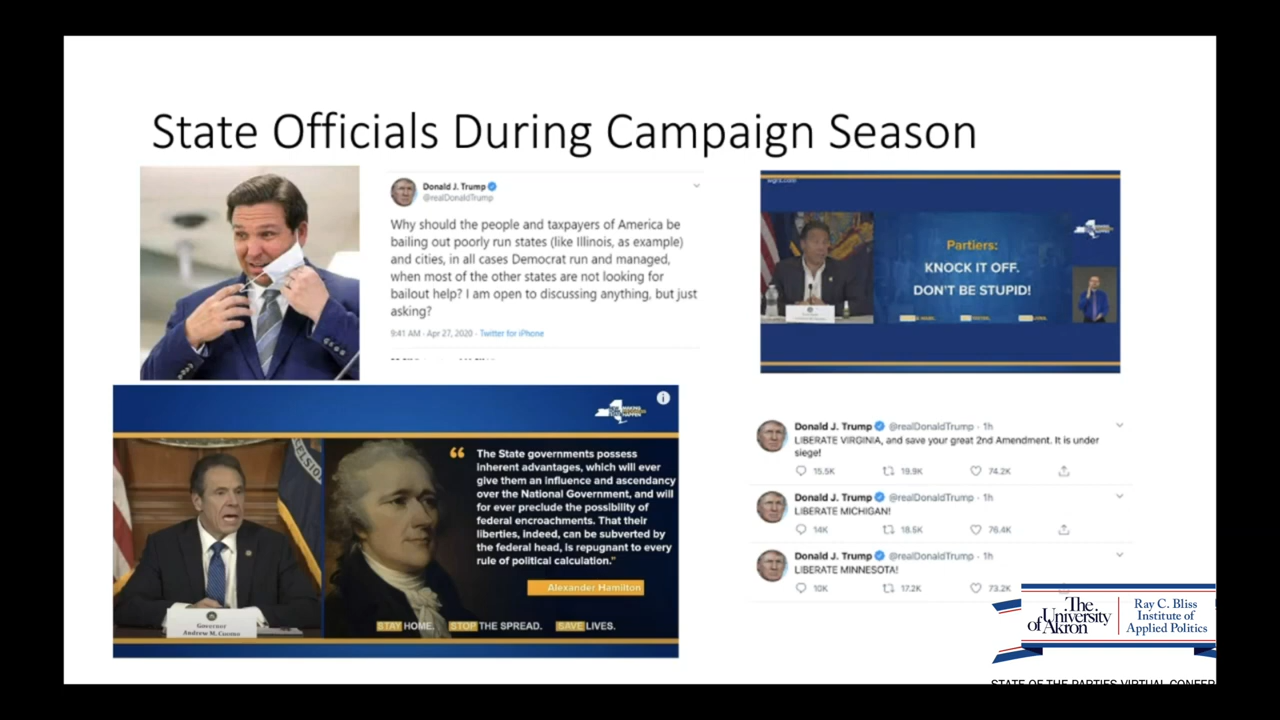 State Officials During Campaign Season
Donald J. Trump
@realDonaldTrump
Why should the people and taxpayers of America be
bailing out poorly run states (like Illinois, as example)
and cities, in all cases Democrat run and managed,
when most of the other states are not looking for
bailout help? I am open to discussing anything, but just
asking?
9:41 AM · Apr 27, 2020 · Twitter for iPhone
Partiers:
KNOCK IT OFF.
DON'T BE STUPID!
“ The State governments possess
inherent advantages, which will ever
give them an influence and ascendancy
over the National Government, and will
for ever preclude the possibility of
federal encroachments. That their
liberties, indeed, can be subverted by
the federal head, is repugnant to every
rule of political calculation."
Alexander Hamilton
Governor
Andrew M. Cuomo
STAY HOME. STOP THE SPREAD. SAVE LIVES.
Donald J. Trump @realDonaldTrump · 1h
LIBERATE VIRGINIA, and save your great 2nd Amendment. It is under
siege!
15.5K 19.9K 74.2K
Donald J. Trump @realDonaldTrump · 1h
LIBERATE MICHIGAN!
14K 18.5K 76.4K
Donald J. Trump @realDonaldTrump · 1h
LIBERATE MINNESOTA!
10K 17.2K 73.2K
The
University
of Akron
Ray C. Bliss
Institute of
Applied Politics
STATE OF THE PARTIES VIRTUAL CONFER